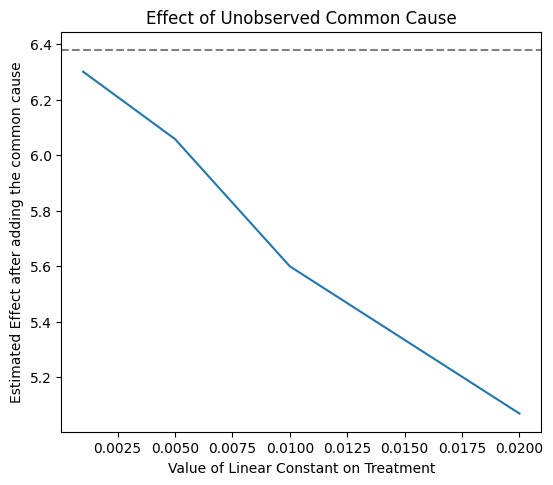 Effect of Unobserved Common Cause
6.4
6.2
6.0
5.8
5.6
5.4
5.2
Estimated Effect after adding the common cause
0.0025 0.0050 0.0075 0.0100 0.0125 0.0150 0.0175 0.0200
Value of Linear Constant on Treatment